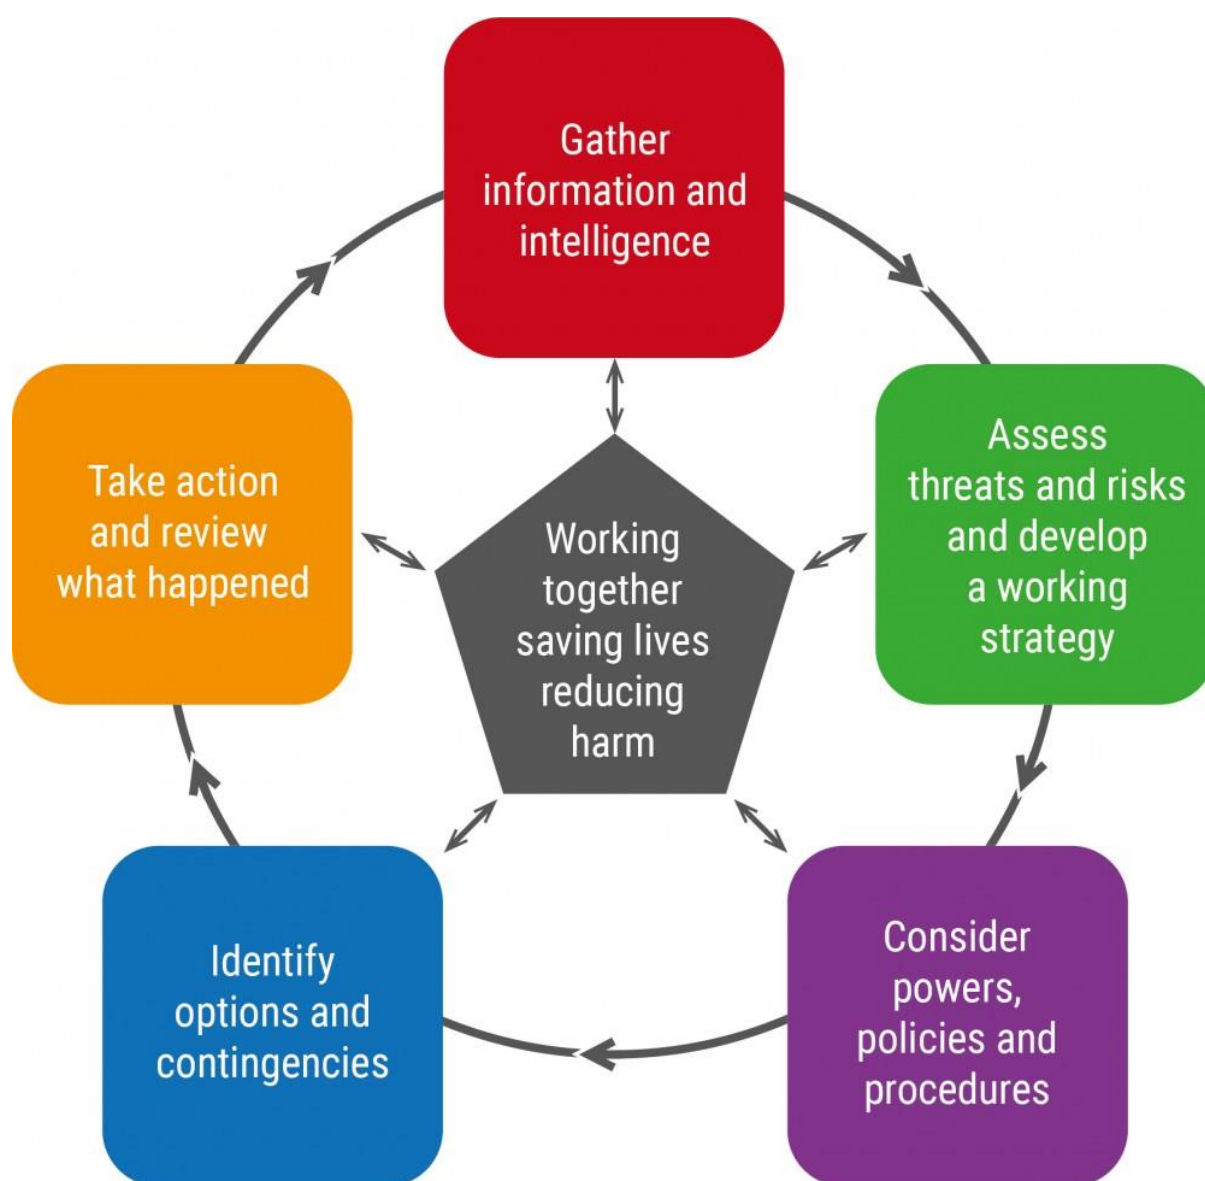 Gather
information and
intelligence
Assess
threats and risks
and develop
a working
strategy
Consider
powers,
policies and
procedures
Identify
options and
contingencies
Take action
and review
what happened
Working
together
saving lives
reducing
harm